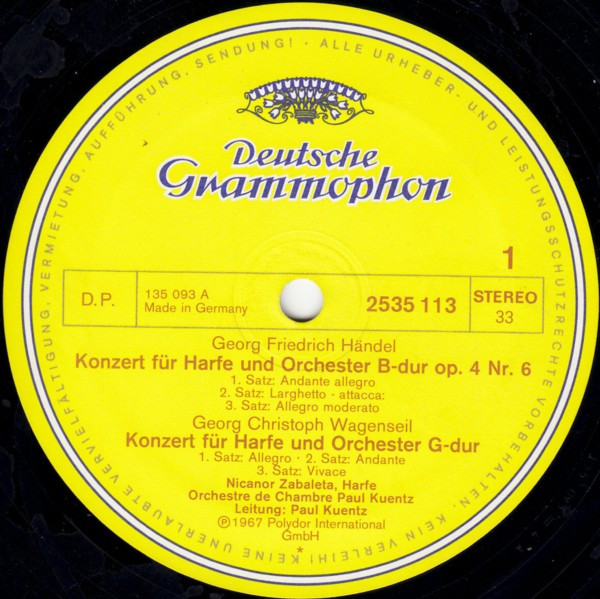 ALLE URHEBER- UND LEISTUNGSSCHUTZRECHTE VORBEHALTEN. KEIN VERLEIH! KEINE UNERLAUBTE VERVIELFÄLTIGUNG, VERMIETUNG, AUFFÜHRUNG, SENDUNG! ·
Deutsche
Grammophon
1
D.P.
135 093 A
Made in Germany
2535 113
STEREO
33
Georg Friedrich Händel
Konzert für Harfe und Orchester B-dur op. 4 Nr. 6
1. Satz: Andante allegro
2. Satz: Larghetto · attacca:
3. Satz: Allegro moderato
Georg Christoph Wagenseil
Konzert für Harfe und Orchester G-dur
1. Satz: Allegro · 2. Satz: Andante
3. Satz: Vivace
Nicanor Zabaleta, Harfe
Orchestre de Chambre Paul Kuentz
Leitung: Paul Kuentz
℗ 1967 Polydor International
GmbH
*